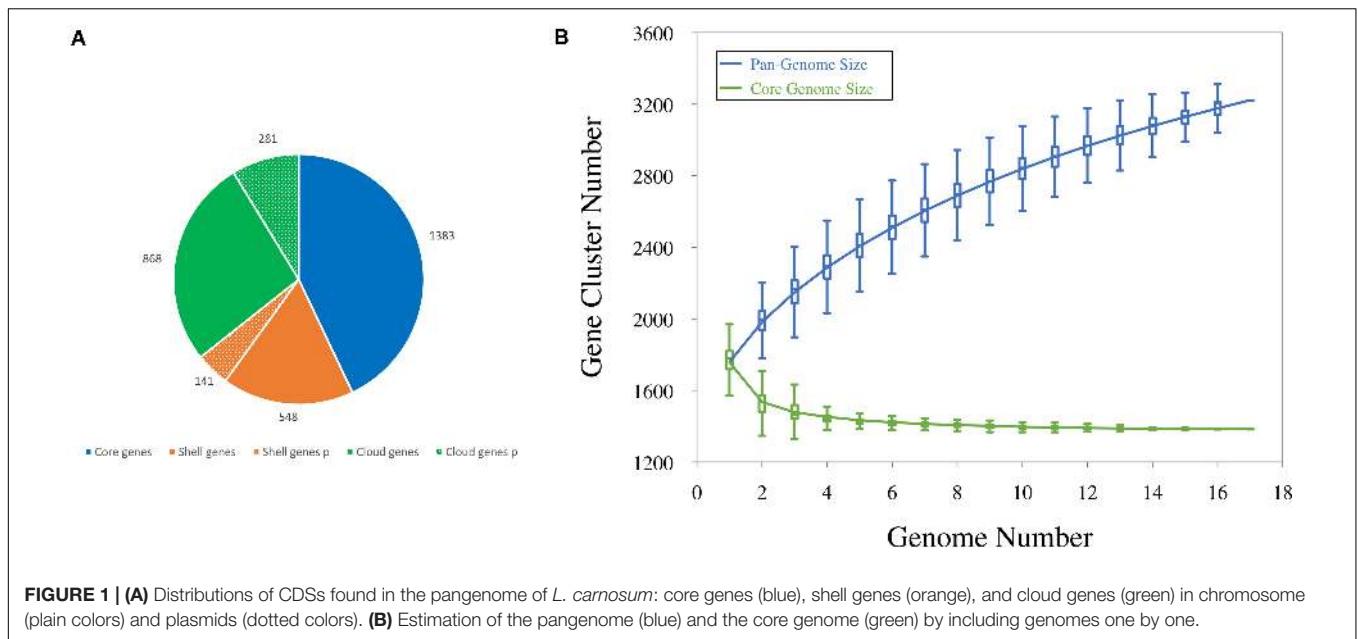 A
281
1383
868
141
548
Core genes Shell genes Shell genes p Cloud genes Cloud genes p
B
3600
3200
2800
2400
2000
1600
1200
Gene Cluster Number
Pan-Genome Size
Core Genome Size
0 2 4 6 8 10 12 14 16 18
Genome Number
FIGURE 1 | (A) Distributions of CDSs found in the pangenome of L. carnosum: core genes (blue), shell genes (orange), and cloud genes (green) in chromosome
(plain colors) and plasmids (dotted colors). (B) Estimation of the pangenome (blue) and the core genome (green) by including genomes one by one.